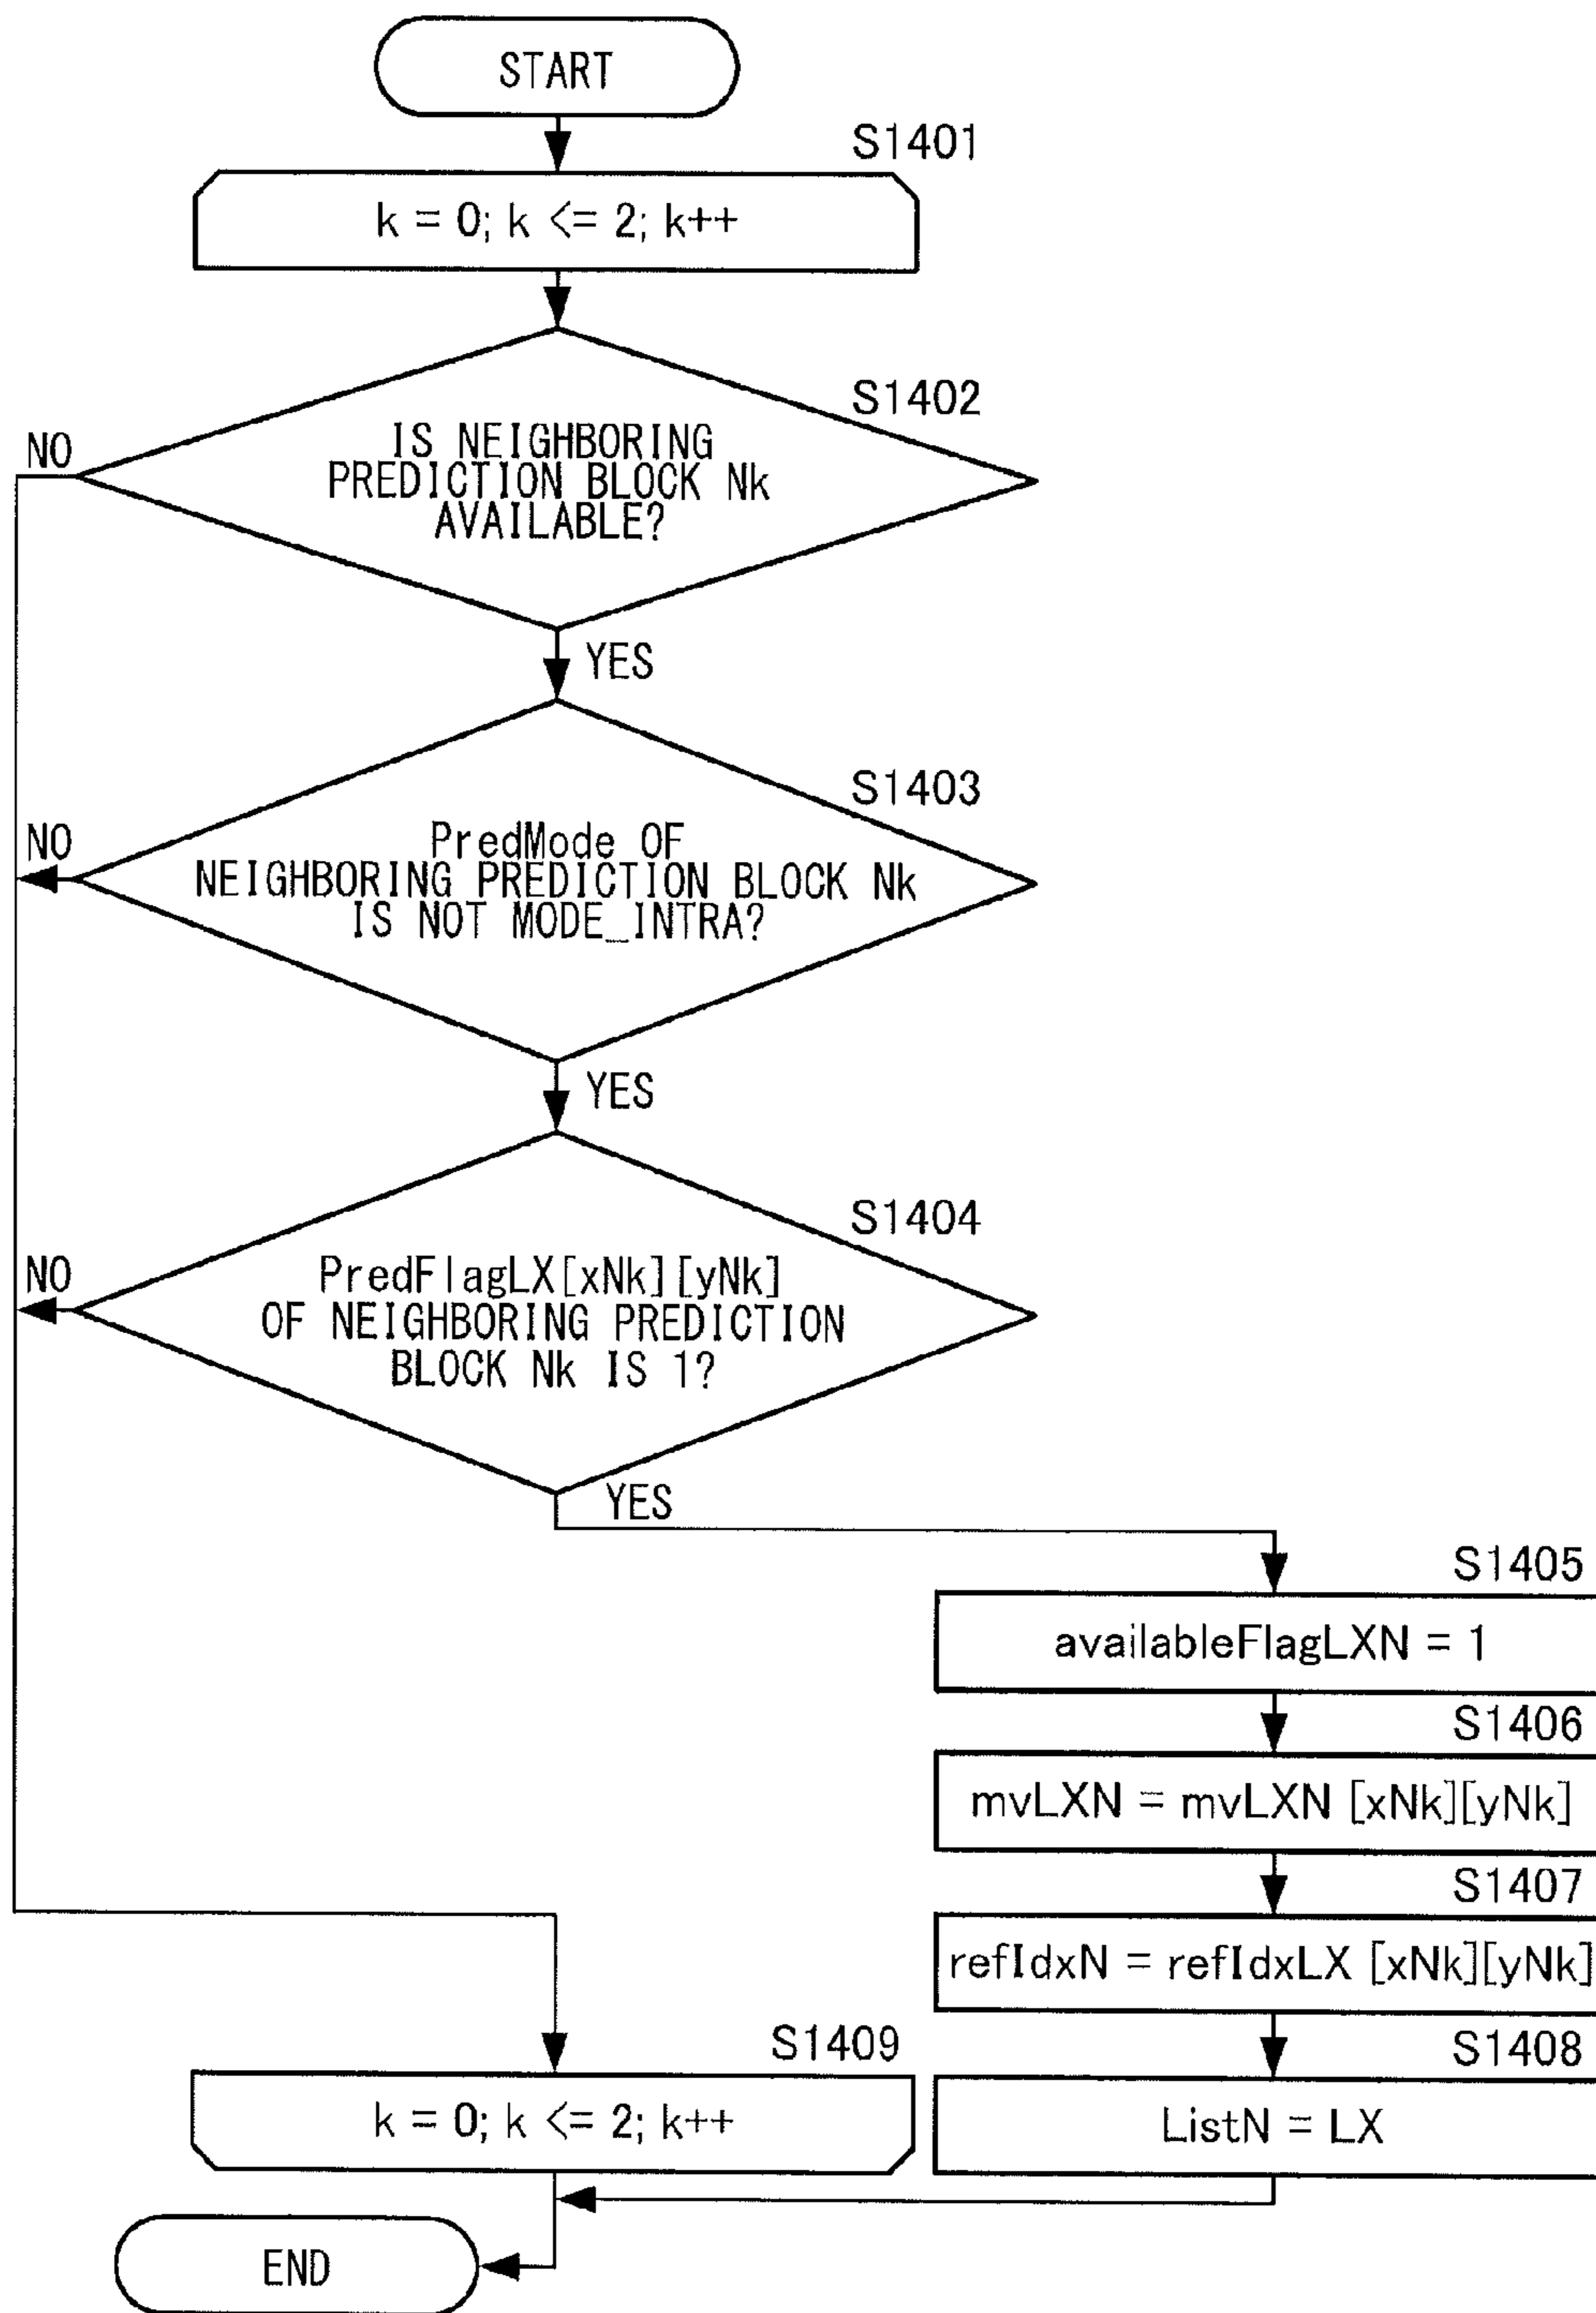 START
S1401
k = 0; k <= 2; k++
S1402
NO
IS NEIGHBORING
PREDICTION BLOCK Nk
AVAILABLE?
YES
S1403
NO
PredMode OF
NEIGHBORING PREDICTION BLOCK Nk
IS NOT MODE_INTRA?
YES
S1404
NO
PredFlagLX[xNk][yNk]
OF NEIGHBORING PREDICTION
BLOCK Nk IS 1?
YES
S1405
availableFlagLXN = 1
S1406
mvLXN = mvLXN [xNk][yNk]
S1407
refIdxN = refIdxLX [xNk][yNk]
S1409
S1408
k = 0; k <= 2; k++
ListN = LX
END